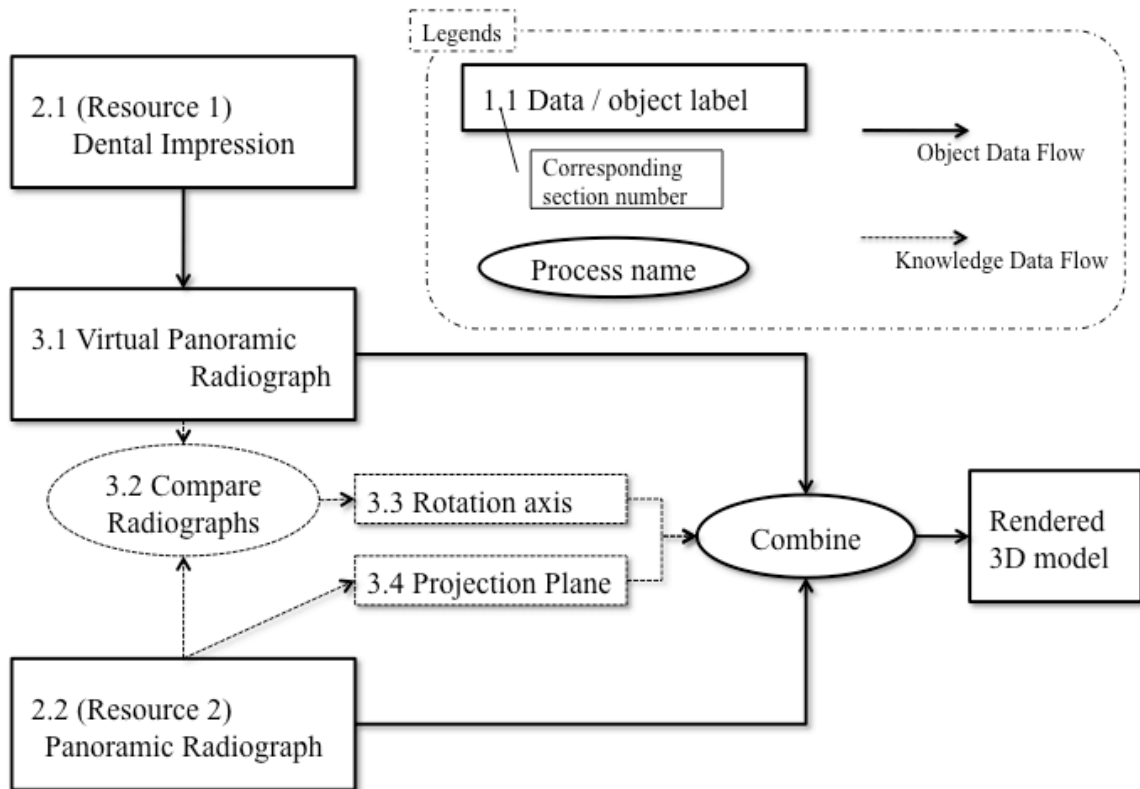 Legends
2.1 (Resource 1)
Dental Impression
1.1 Data / object label
Object Data Flow
Corresponding
section number
Knowledge Data Flow
Process name
3.1 Virtual Panoramic
Radiograph
3.2 Compare
Radiographs
3.3 Rotation axis
3.4 Projection Plane
Combine
Rendered
3D model
2.2 (Resource 2)
Panoramic Radiograph